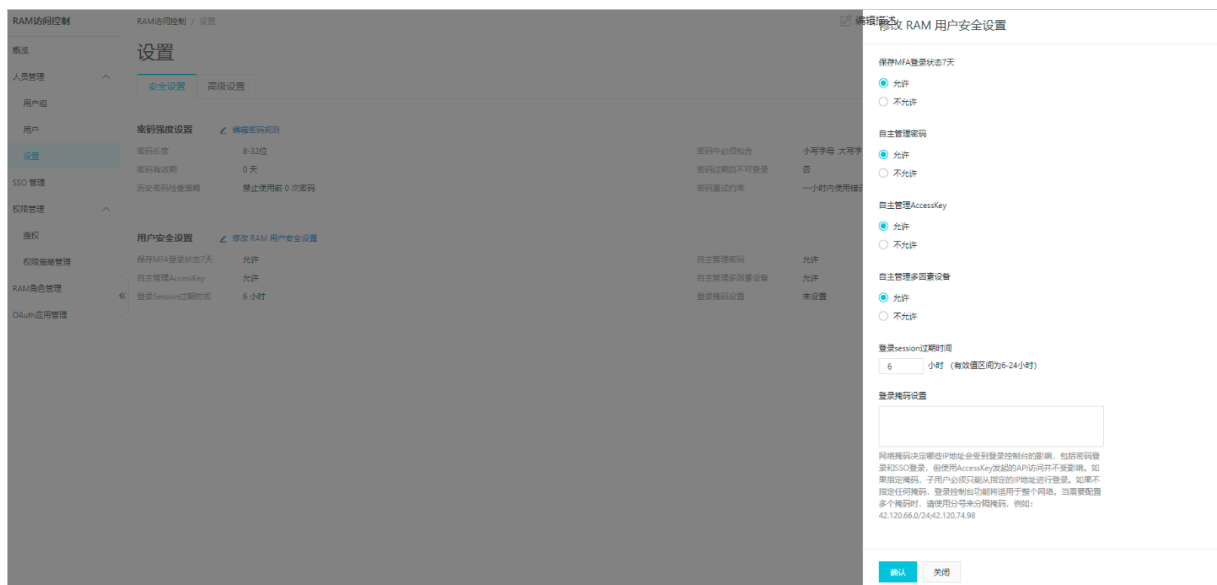 RAM访问控制
RAM访问控制 / 设置
编辑描述
修改 RAM 用户安全设置
概览
人员管理
用户组
用户
设置
SSO 管理
权限管理
授权
权限策略管理
RAM角色管理
OAuth应用管理
设置
安全设置 高级设置
密码强度设置 编辑密码规则
密码长度 8-32位 密码中必须包含 小写字母 大写字
密码有效期 0 天 密码过期后不可登录 否
历史密码检查策略 禁止使用前 0 次密码 密码重试约束 一小时内使用错误
用户安全设置 修改 RAM 用户安全设置
保存MFA登录状态7天 允许 自主管理密码 允许
自主管理AccessKey 允许 自主管理多因素设备 允许
登录Session过期时间 6 小时 登录掩码设置 未设置
保存MFA登录状态7天
允许
不允许
自主管理密码
允许
不允许
自主管理AccessKey
允许
不允许
自主管理多因素设备
允许
不允许
登录session过期时间
6 小时 (有效值区间为6-24小时)
登录掩码设置
网络掩码决定哪些IP地址会受到登录控制台的影响,包括密码登
录和SSO登录,但使用AccessKey发起的API访问并不受影响。如
果指定掩码,子用户必须只能从指定的IP地址进行登录。如果不
指定任何掩码,登录控制台功能将适用于整个网络。当需要配置
多个掩码时,请使用分号来分隔掩码,例如:
42.120.66.0/24;42.120.74.98
确认 关闭